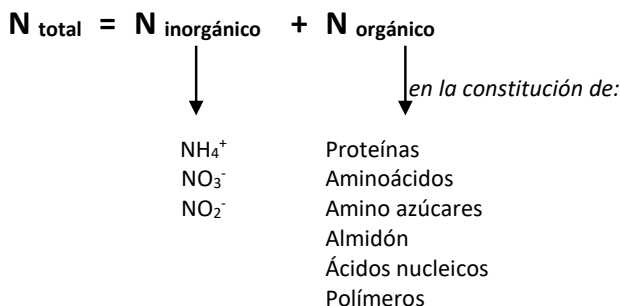 N total = N inorgánico + N orgánico
en la constitución de:
NH₄⁺ Proteínas
NO₃⁻ Aminoácidos
NO₂⁻ Amino azúcares
Almidón
Ácidos nucleicos
Polímeros